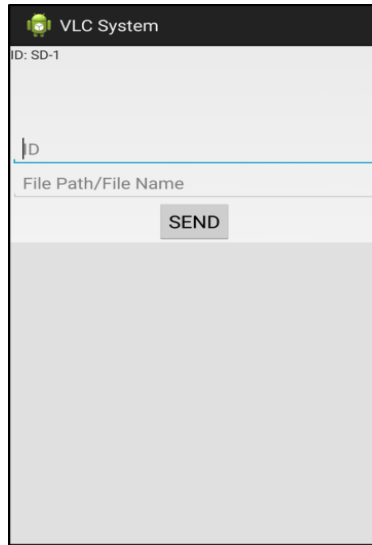 VLC System
ID: SD-1
ID
File Path/File Name
SEND